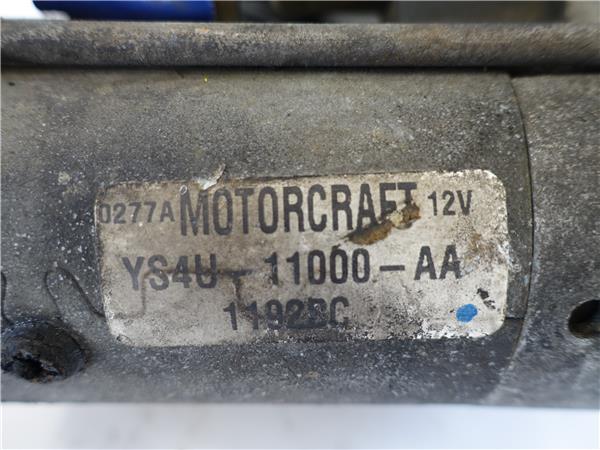 0277A MOTORCRAFT 12V
YS4U-11000-AA
1192BC